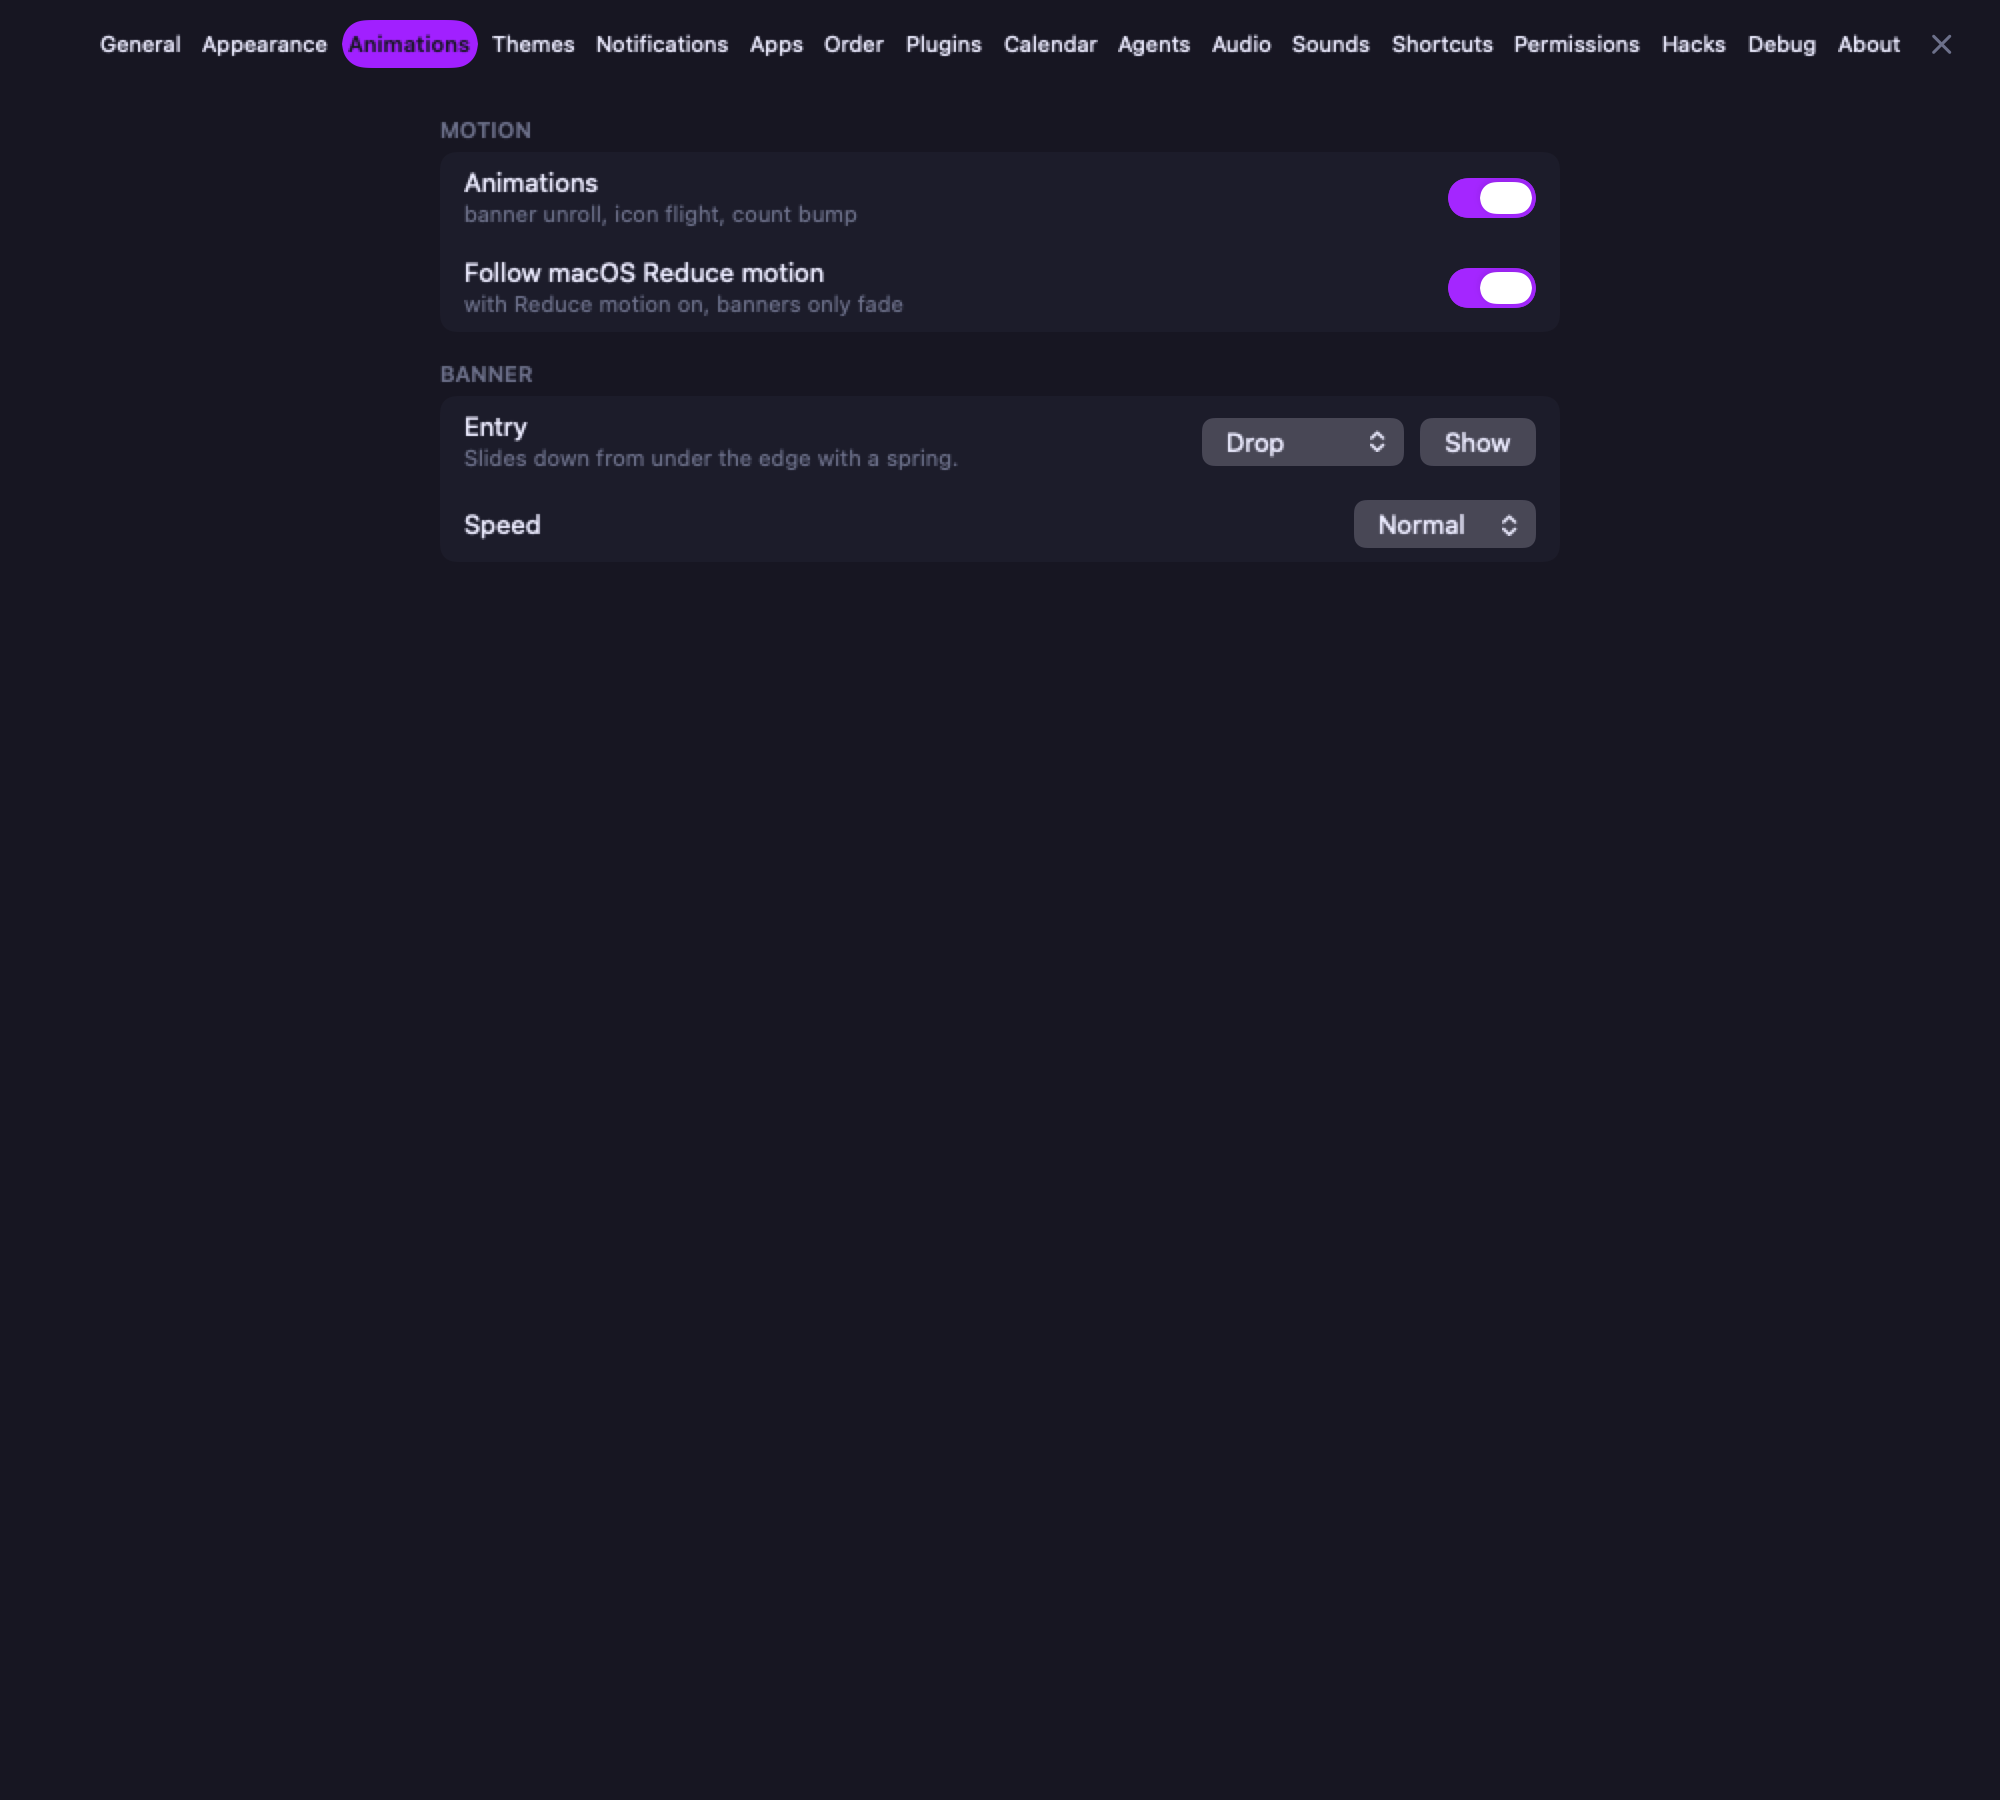 General Appearance Animations Themes Notifications Apps Order Plugins Calendar Agents Audio Sounds Shortcuts Permissions Hacks Debug About
MOTION
Animations
banner unroll, icon flight, count bump
Follow macOS Reduce motion
with Reduce motion on, banners only fade
BANNER
Entry
Slides down from under the edge with a spring.
Drop Show
Speed Normal